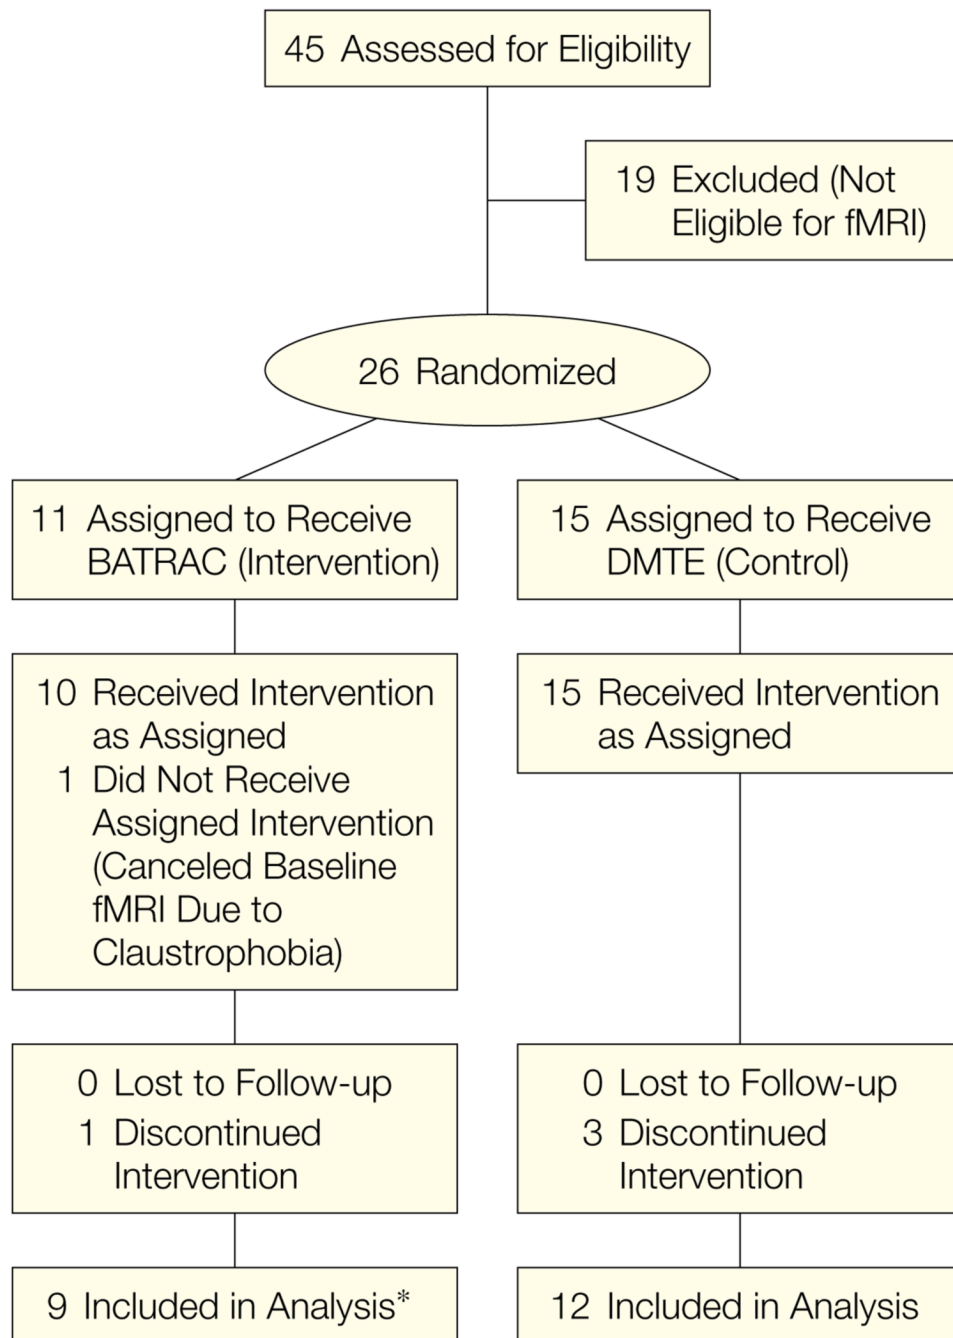 45 Assessed for Eligibility
19 Excluded (Not
Eligible for fMRI)
26 Randomized
11 Assigned to Receive
BATRAC (Intervention)
15 Assigned to Receive
DMTE (Control)
10 Received Intervention
as Assigned
1 Did Not Receive
Assigned Intervention
(Canceled Baseline
fMRI Due to
Claustrophobia)
15 Received Intervention
as Assigned
0 Lost to Follow-up
1 Discontinued
Intervention
0 Lost to Follow-up
3 Discontinued
Intervention
9 Included in Analysis*
12 Included in Analysis